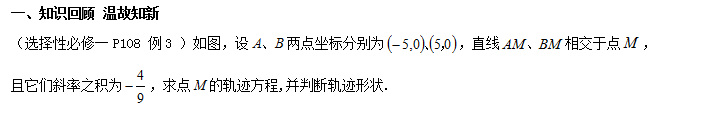 一、知识回顾 温故知新
（选择性必修一 P108 例3 ）如图，设 A、B 两点坐标分别为 (−5,0)、(5,0)，直线 AM、BM 相交于点 M ，
且它们斜率之积为 −4/9 ，求点 M 的轨迹方程,并判断轨迹形状.